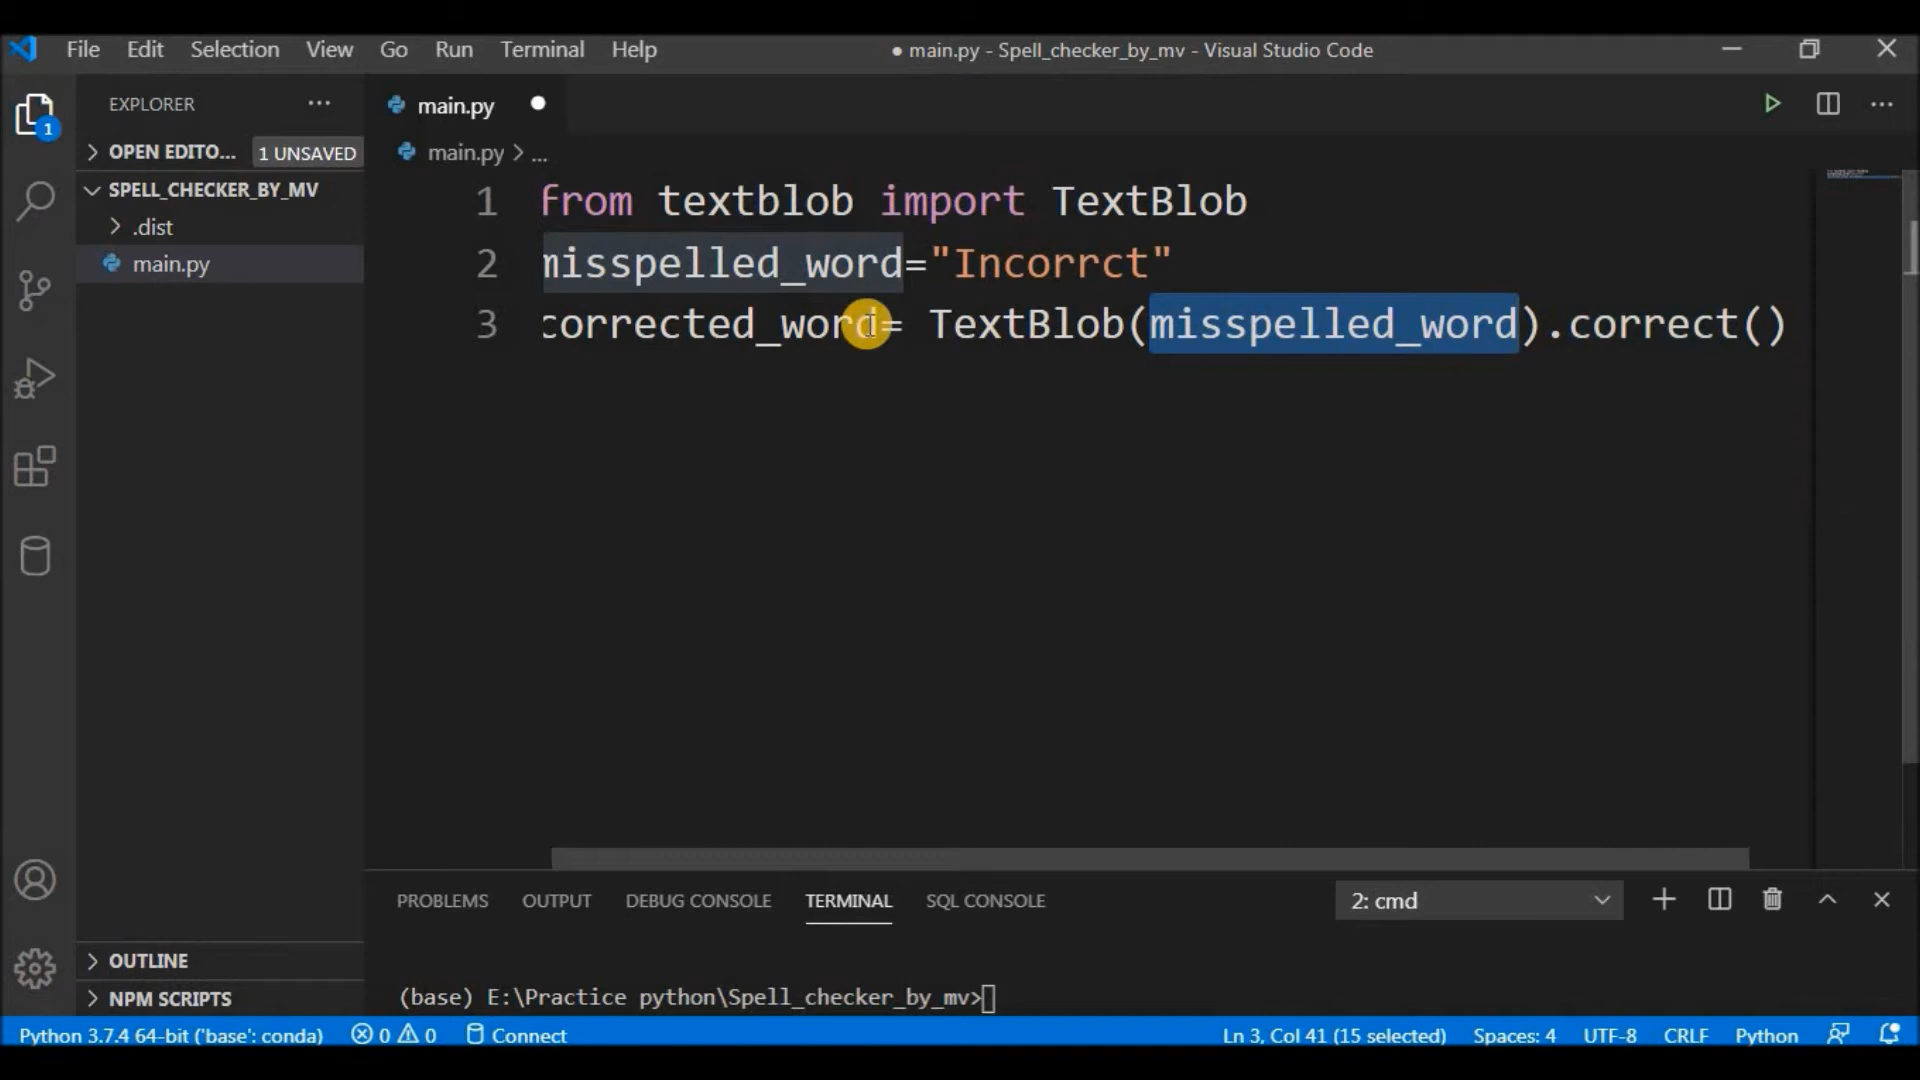 File Edit Selection View Go Run Terminal Help ● main.py - Spell_checker_by_mv - Visual Studio Code
EXPLORER ··· main.py ●
OPEN EDITO... 1 UNSAVED main.py > ...
SPELL_CHECKER_BY_MV
.dist
main.py
1
1 from textblob import TextBlob
2 misspelled_word="Incorrct"
3 corrected_word= TextBlob(misspelled_word).correct()
PROBLEMS OUTPUT DEBUG CONSOLE TERMINAL SQL CONSOLE 2: cmd
(base) E:\Practice python\Spell_checker_by_mv>
OUTLINE
NPM SCRIPTS
Python 3.7.4 64-bit ('base': conda) 0 0 Connect Ln 3, Col 41 (15 selected) Spaces: 4 UTF-8 CRLF Python